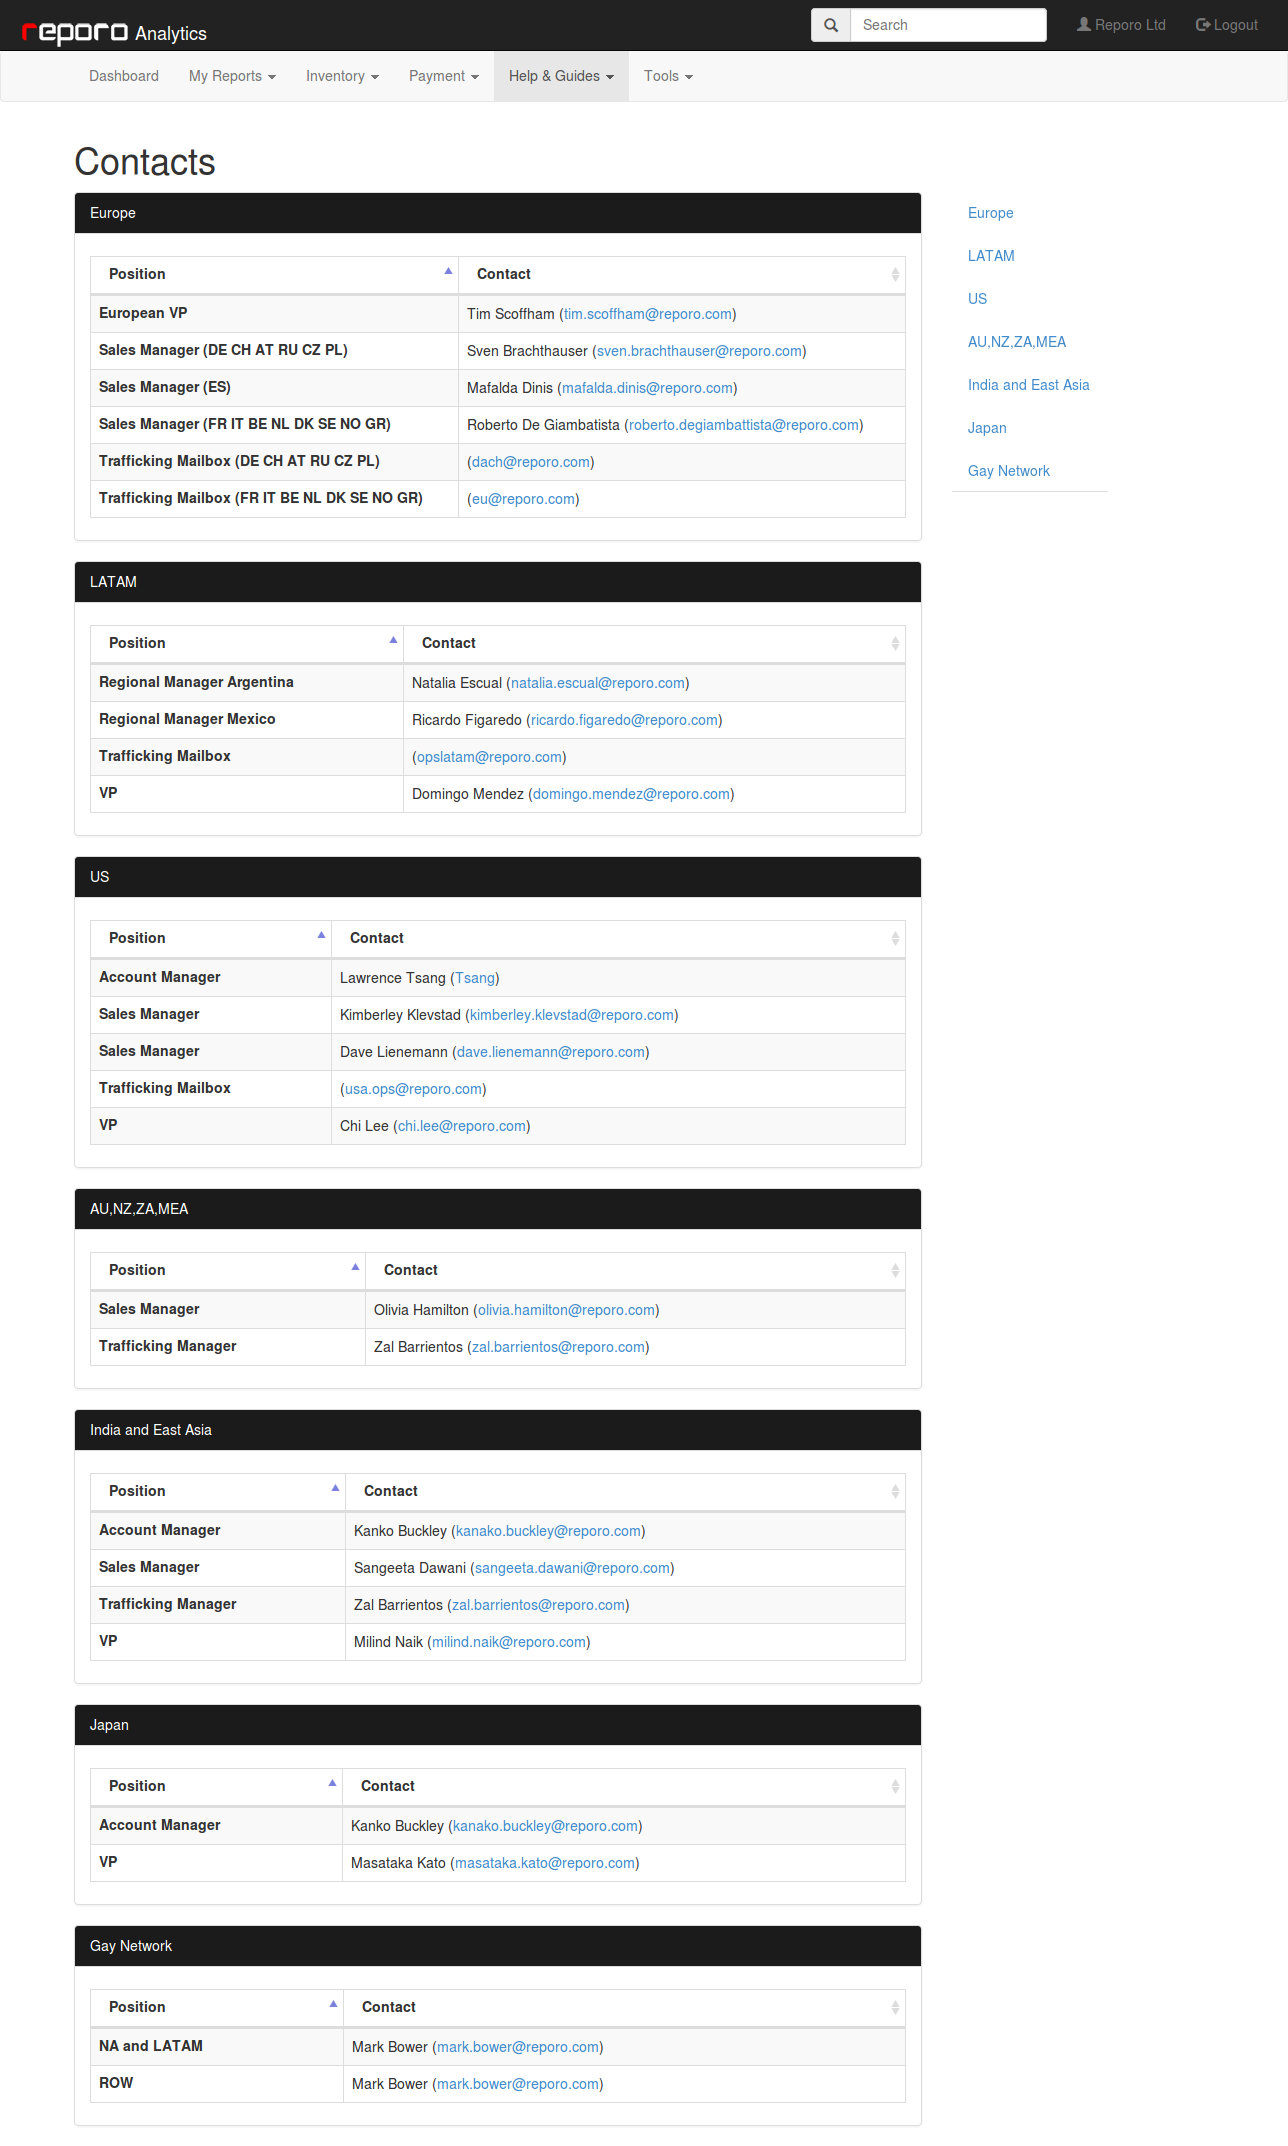 reporo Analytics
Search
Reporo Ltd
Logout
Dashboard
My Reports
Inventory
Payment
Help & Guides
Tools
Contacts
Europe
Position Contact
European VP Tim Scoffham (tim.scoffham@reporo.com)
Sales Manager (DE CH AT RU CZ PL) Sven Brachthauser (sven.brachthauser@reporo.com)
Sales Manager (ES) Mafalda Dinis (mafalda.dinis@reporo.com)
Sales Manager (FR IT BE NL DK SE NO GR) Roberto De Giambatista (roberto.degiambattista@reporo.com)
Trafficking Mailbox (DE CH AT RU CZ PL) (dach@reporo.com)
Trafficking Mailbox (FR IT BE NL DK SE NO GR) (eu@reporo.com)
LATAM
Position Contact
Regional Manager Argentina Natalia Escual (natalia.escual@reporo.com)
Regional Manager Mexico Ricardo Figaredo (ricardo.figaredo@reporo.com)
Trafficking Mailbox (opslatam@reporo.com)
VP Domingo Mendez (domingo.mendez@reporo.com)
US
Position Contact
Account Manager Lawrence Tsang (Tsang)
Sales Manager Kimberley Klevstad (kimberley.klevstad@reporo.com)
Sales Manager Dave Lienemann (dave.lienemann@reporo.com)
Trafficking Mailbox (usa.ops@reporo.com)
VP Chi Lee (chi.lee@reporo.com)
AU,NZ,ZA,MEA
Position Contact
Sales Manager Olivia Hamilton (olivia.hamilton@reporo.com)
Trafficking Manager Zal Barrientos (zal.barrientos@reporo.com)
India and East Asia
Position Contact
Account Manager Kanko Buckley (kanako.buckley@reporo.com)
Sales Manager Sangeeta Dawani (sangeeta.dawani@reporo.com)
Trafficking Manager Zal Barrientos (zal.barrientos@reporo.com)
VP Milind Naik (milind.naik@reporo.com)
Japan
Position Contact
Account Manager Kanko Buckley (kanako.buckley@reporo.com)
VP Masataka Kato (masataka.kato@reporo.com)
Gay Network
Position Contact
NA and LATAM Mark Bower (mark.bower@reporo.com)
ROW Mark Bower (mark.bower@reporo.com)
Europe
LATAM
US
AU,NZ,ZA,MEA
India and East Asia
Japan
Gay Network